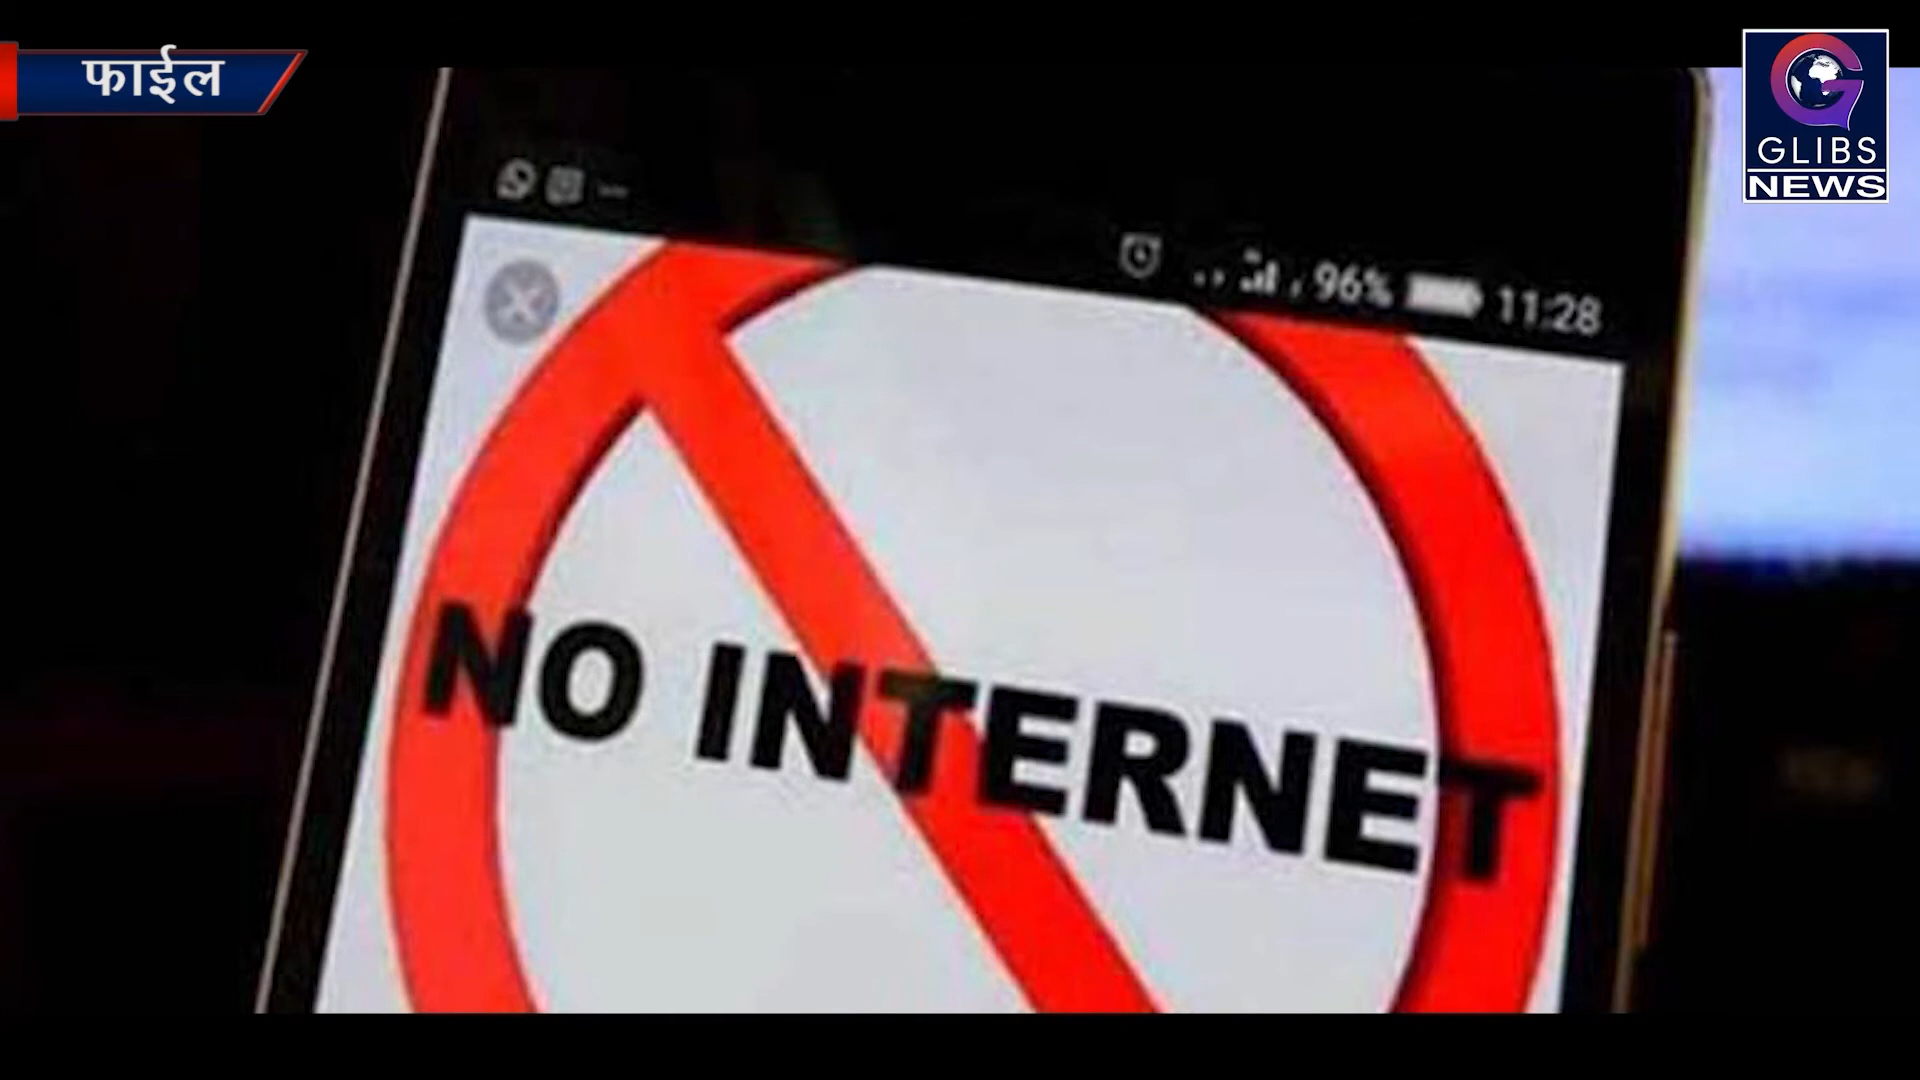 फाईल
GLIBS
NEWS
96% 11:28
NO INTERNET